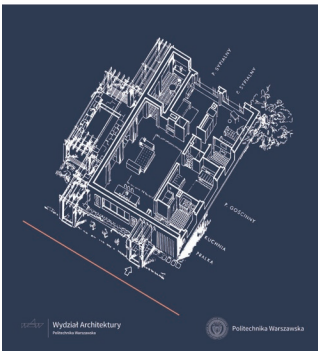 P. SYPIALNY
P. SYPIALNY
P. GOŚCINNY
KUCHNIA
PRALKA
Wydział Architektury
Politechnika Warszawska
Politechnika Warszawska